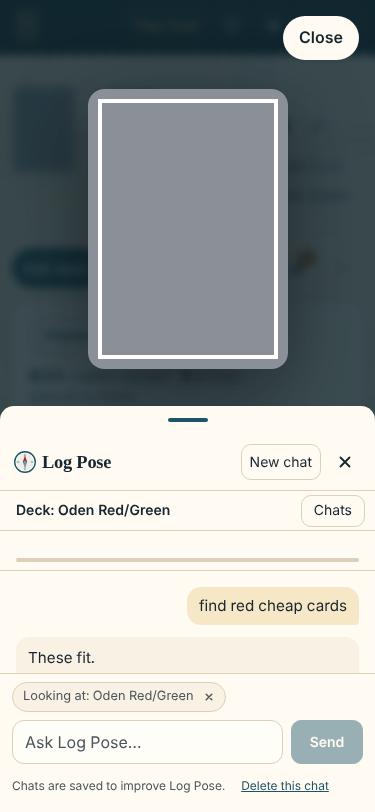 Close
Log Pose
New chat
✕
Deck: Oden Red/Green
Chats
find red cheap cards
These fit.
Looking at: Oden Red/Green ✕
Ask Log Pose...
Send
Chats are saved to improve Log Pose. Delete this chat